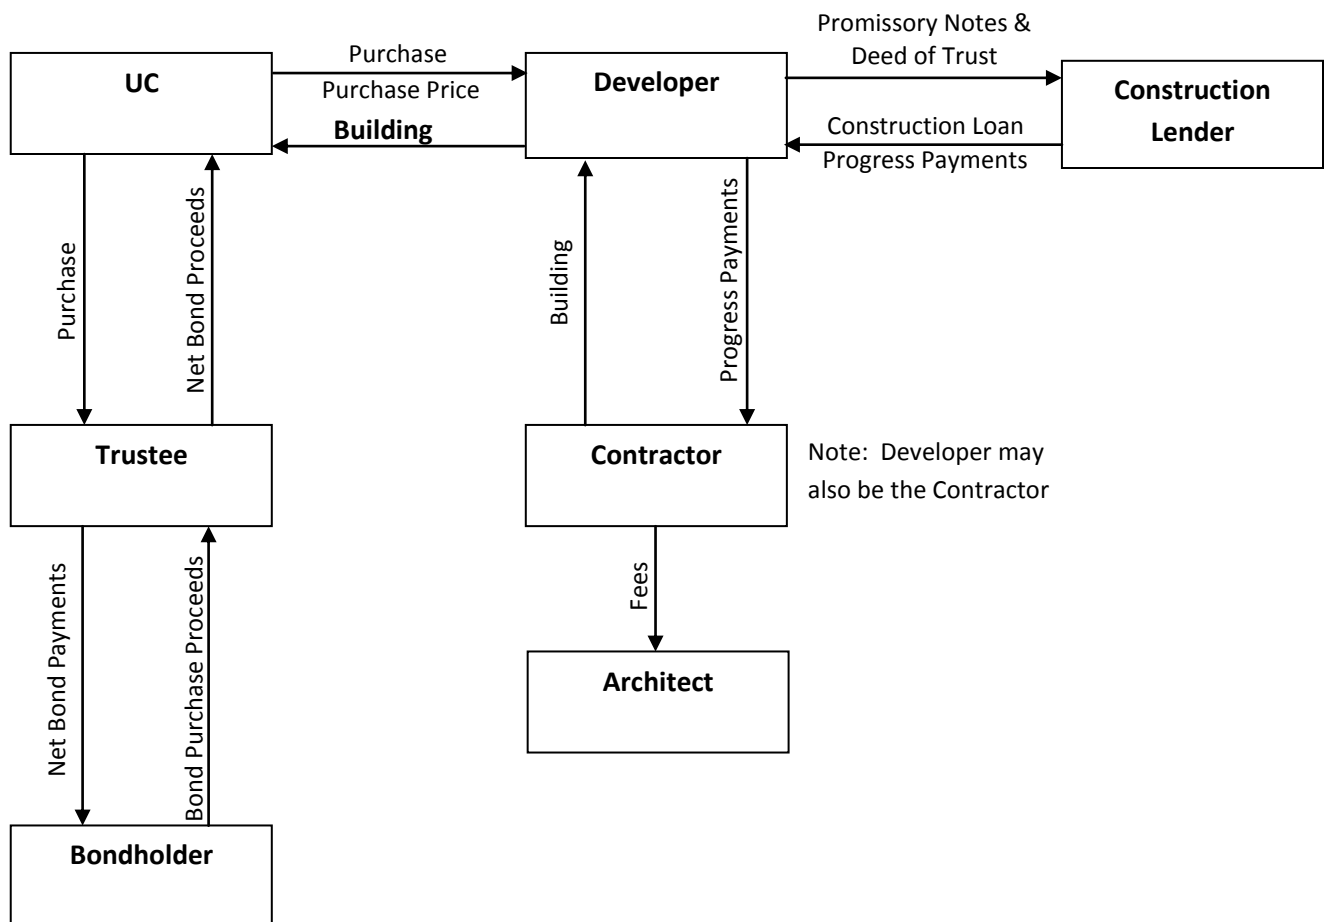 Promissory Notes &
Deed of Trust
UC
Purchase
Purchase Price
Building
Developer
Construction Loan
Progress Payments
Construction
Lender
Purchase
Net Bond Proceeds
Building
Progress Payments
Trustee
Contractor
Note: Developer may
also be the Contractor
Net Bond Payments
Bond Purchase Proceeds
Fees
Architect
Bondholder